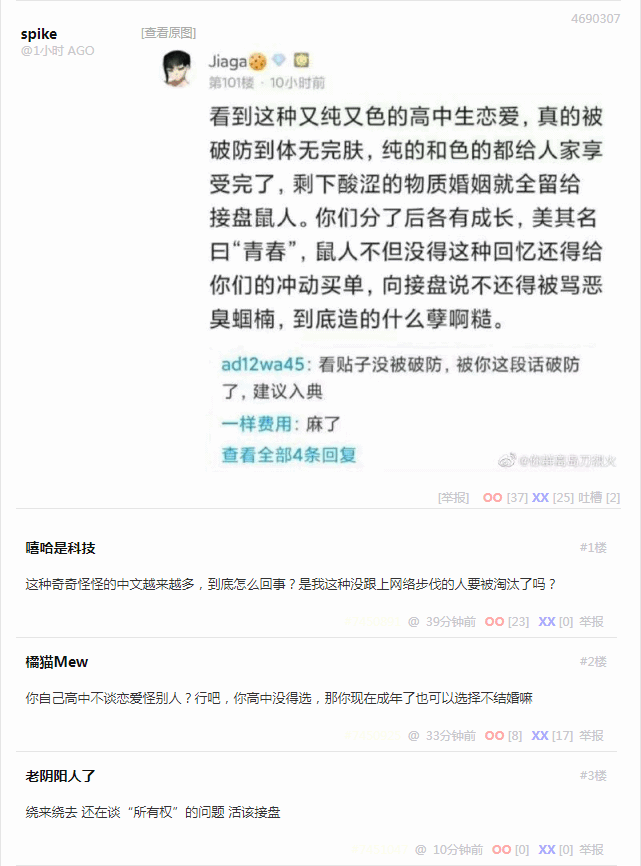 4690307
spike
[查看原图]
@1小时 AGO
Jiaga
第101楼 · 10小时前
看到这种又纯又色的高中生恋爱，真的被
破防到体无完肤，纯的和色的都给人家享
受完了，剩下酸涩的物质婚姻就全留给
接盘鼠人。你们分了后各有成长，美其名
曰“青春”，鼠人不但没得这种回忆还得给
你们的冲动买单，向接盘说不还得被骂恶
臭蝈楠，到底造的什么孽啊糙。
ad12wa45：看贴子没被破防，被你这段话破防
了，建议入典
一样费用：麻了
查看全部4条回复
[举报] OO [37] XX [25] 吐槽 [2]
嘻哈是科技
#1楼
这种奇奇怪怪的中文越来越多，到底怎么回事？是我这种没跟上网络步伐的人要被淘汰了吗？
@ 39分钟前 OO [23] XX [0] 举报
橘猫Mew
#2楼
你自己高中不谈恋爱怪别人？行吧，你高中没得选，那你现在成年了也可以选择不结婚嘛
@ 33分钟前 OO [8] XX [17] 举报
老阴阳人了
#3楼
绕来绕去 还在谈“所有权”的问题 活该接盘
@ 10分钟前 OO [0] XX [0] 举报